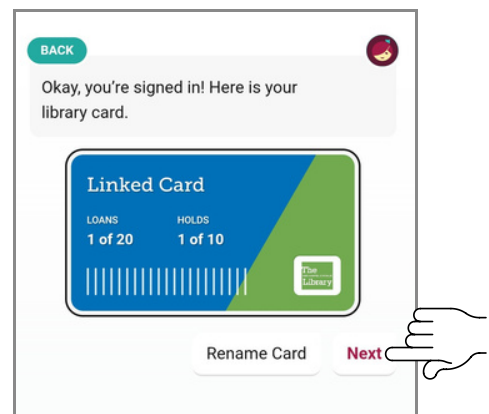 BACK
Okay, you're signed in! Here is your
library card.
Linked Card
LOANS HOLDS
1 of 20 1 of 10
The
Library
Rename Card Next